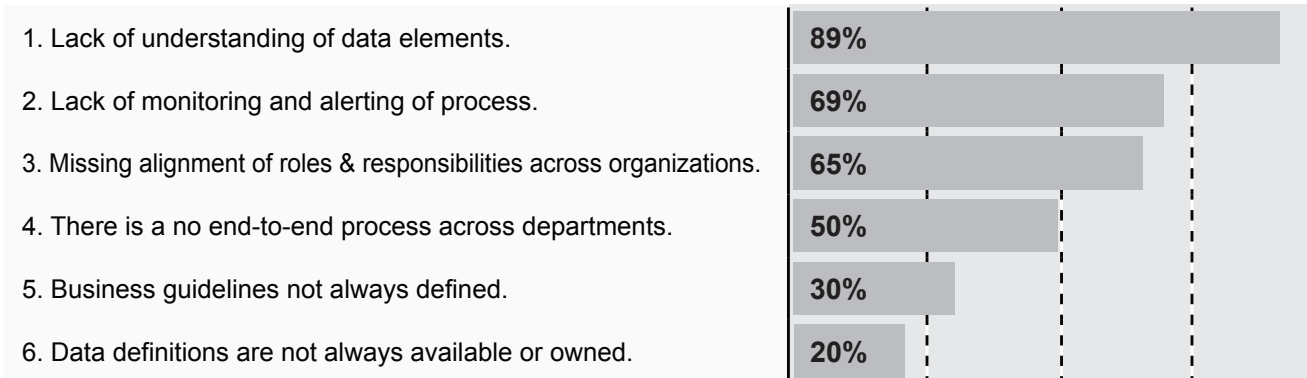 1. Lack of understanding of data elements. 89%
2. Lack of monitoring and alerting of process. 69%
3. Missing alignment of roles & responsibilities across organizations. 65%
4. There is a no end-to-end process across departments. 50%
5. Business guidelines not always defined. 30%
6. Data definitions are not always available or owned. 20%